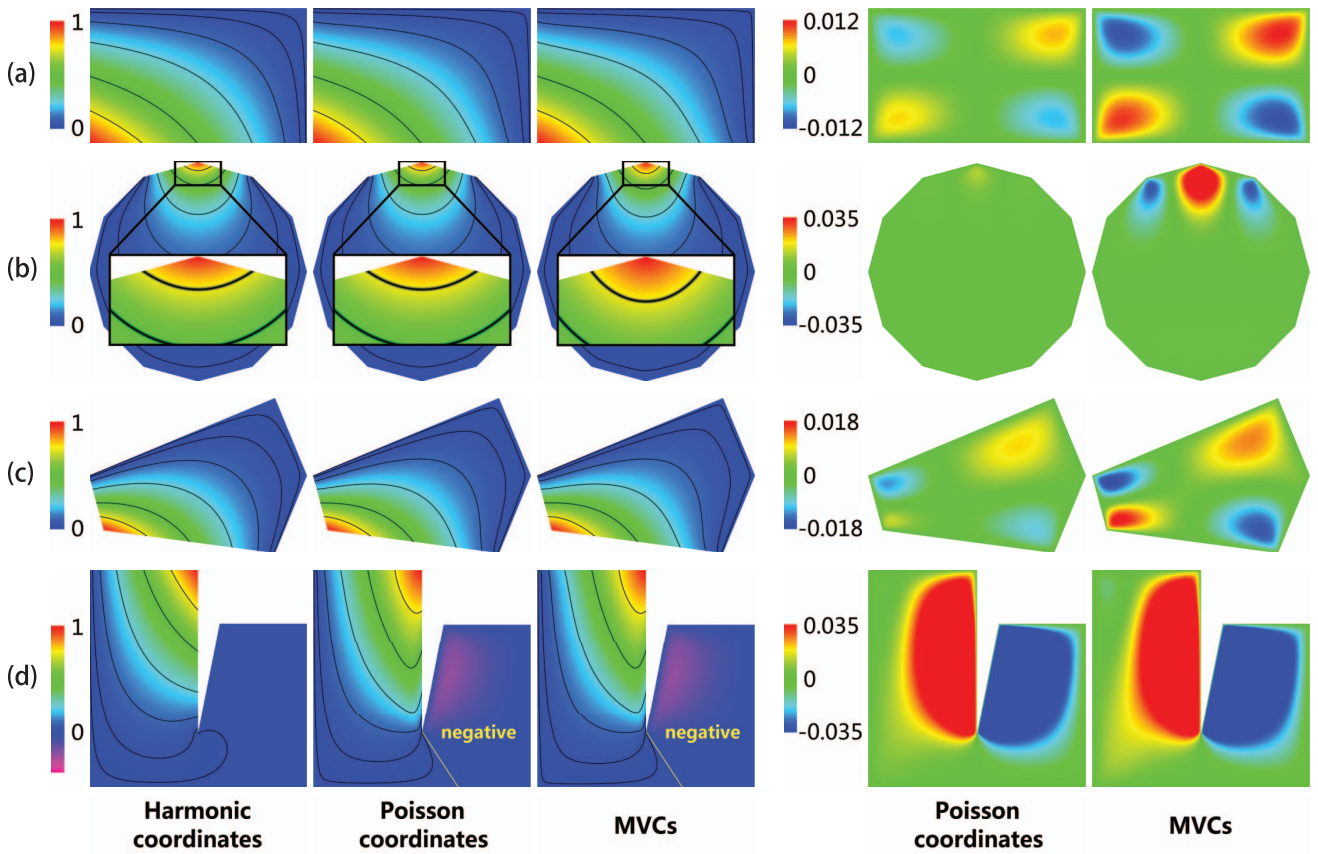 (a)
1
0
0.012
0
-0.012
(b)
1
0
0.035
0
-0.035
(c)
1
0
0.018
0
-0.018
(d)
1
0
negative
negative
0.035
0
-0.035
Harmonic
coordinates
Poisson
coordinates
MVCs
Poisson
coordinates
MVCs